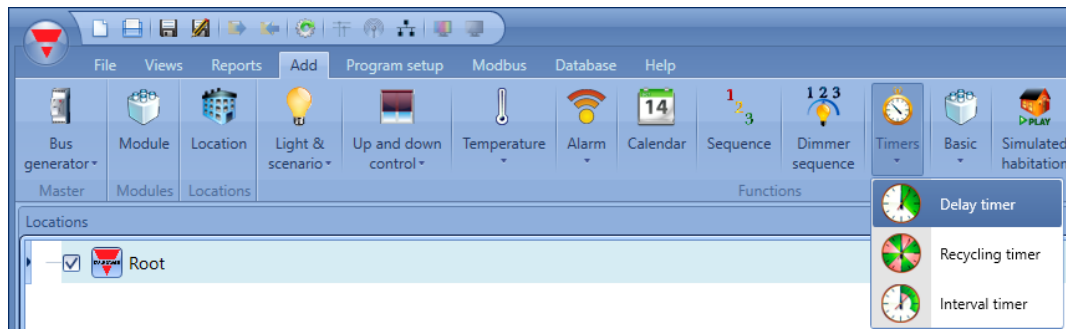 File Views Reports Add Program setup Modbus Database Help
1 2 3
14
1 2 3
PLAY
Bus generator
Module
Location
Light & scenario
Up and down control
Temperature
Alarm
Calendar
Sequence
Dimmer sequence
Timers
Basic
Simulated habitation
Master Modules Locations Functions
Delay timer
Locations
Recycling timer
Root
Interval timer